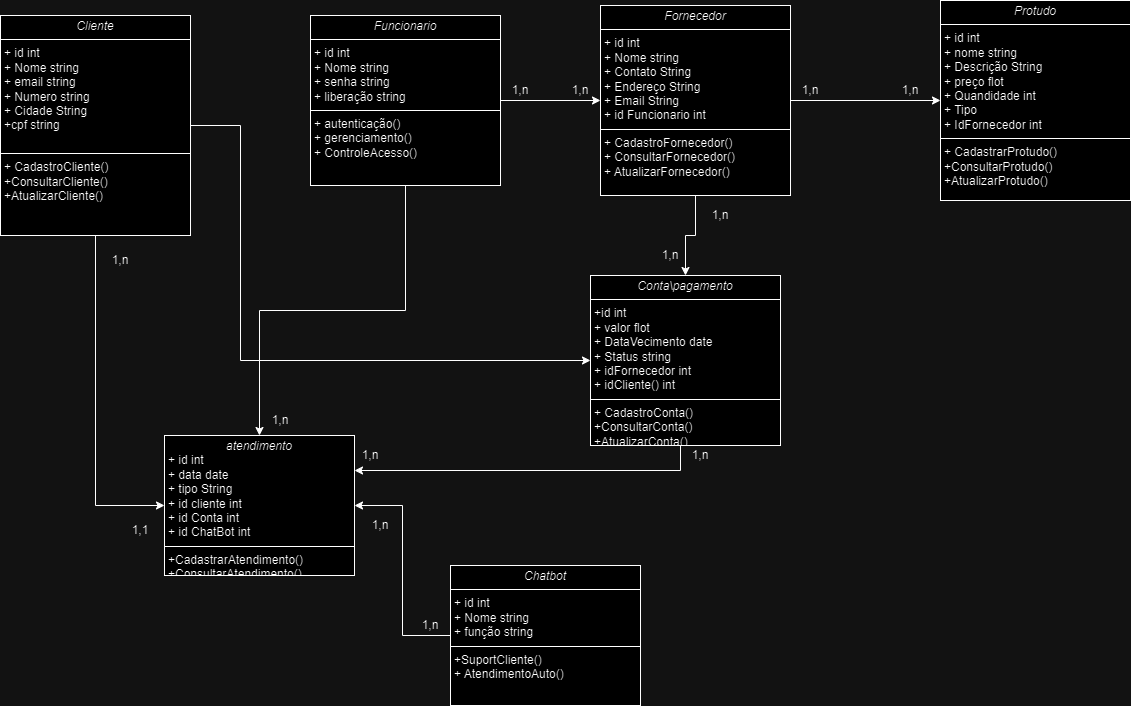 Cliente
+ id int
+ Nome string
+ email string
+ Numero string
+ Cidade String
+cpf string
+ CadastroCliente()
+ConsultarCliente()
+AtualizarCliente()
Funcionario
+ id int
+ Nome string
+ senha string
+ liberação string
+ autenticação()
+ gerenciamento()
+ ControleAcesso()
1,n
1,n
Fornecedor
+ id int
+ Nome string
+ Contato String
+ Endereço String
+ Email String
+ id Funcionario int
+ CadastroFornecedor()
+ ConsultarFornecedor()
+ AtualizarFornecedor()
1,n
1,n
Protudo
+ id int
+ nome string
+ Descrição String
+ preço flot
+ Quandidade int
+ Tipo
+ IdFornecedor int
+ CadastrarProtudo()
+ConsultarProtudo()
+AtualizarProtudo()
1,n
1,n
1,n
Conta\pagamento
+id int
+ valor flot
+ DataVecimento date
+ Status string
+ idFornecedor int
+ idCliente() int
+ CadastroConta()
+ConsultarConta()
+AtualizarConta()
1,n
1,n
1,n
atendimento
+ id int
+ data date
+ tipo String
+ id cliente int
+ id Conta int
+ id ChatBot int
+CadastrarAtendimento()
+ConsultarAtendimento()
1,1
1,n
1,n
Chatbot
+ id int
+ Nome string
+ função string
+SuportCliente()
+ AtendimentoAuto()